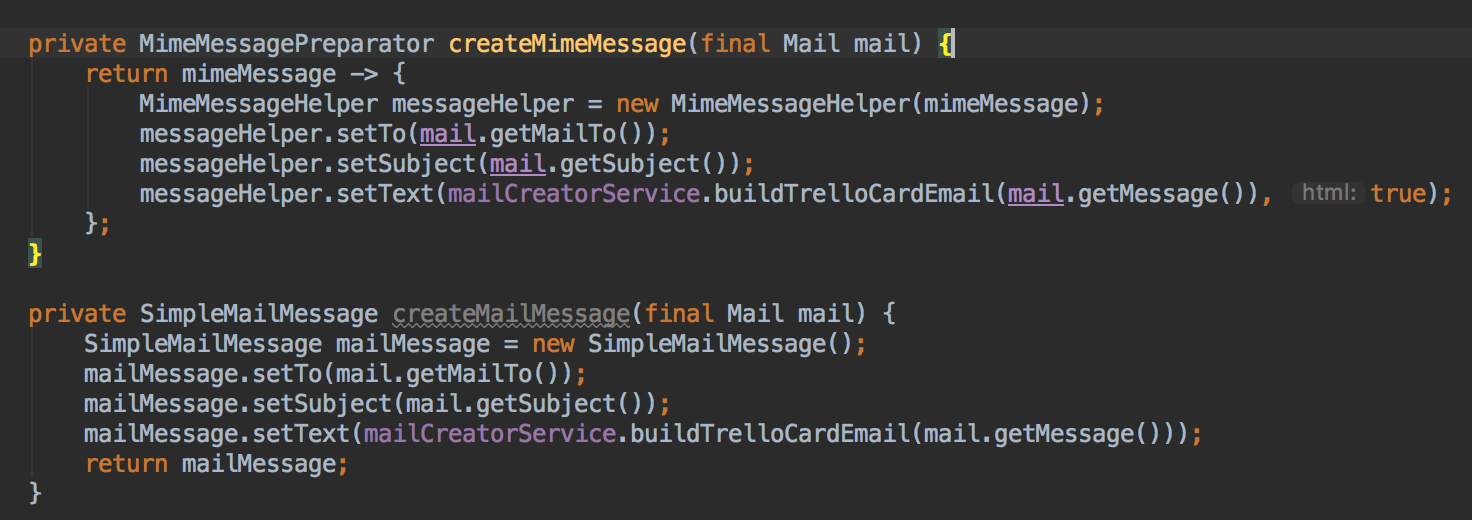 private MimeMessagePreparator createMimeMessage(final Mail mail) {
    return mimeMessage -> {
        MimeMessageHelper messageHelper = new MimeMessageHelper(mimeMessage);
        messageHelper.setTo(mail.getMailTo());
        messageHelper.setSubject(mail.getSubject());
        messageHelper.setText(mailCreatorService.buildTrelloCardEmail(mail.getMessage()), html: true);
    };
}

private SimpleMailMessage createMailMessage(final Mail mail) {
    SimpleMailMessage mailMessage = new SimpleMailMessage();
    mailMessage.setTo(mail.getMailTo());
    mailMessage.setSubject(mail.getSubject());
    mailMessage.setText(mailCreatorService.buildTrelloCardEmail(mail.getMessage()));
    return mailMessage;
}